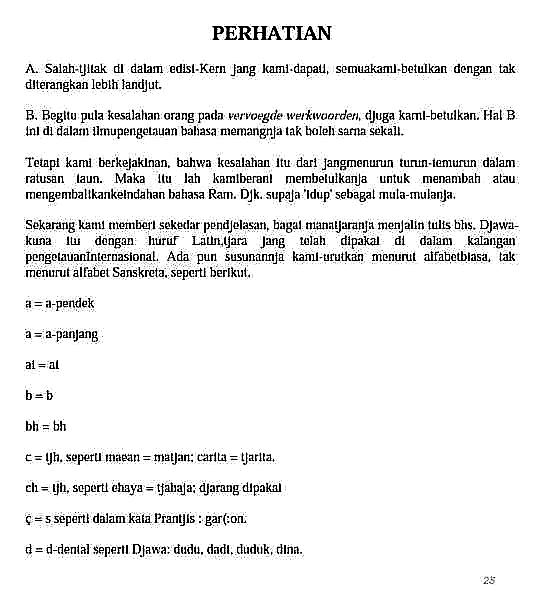 PERHATIAN
A. Salah-tjitak di dalam edisi-Kern jang kami-dapati, semuakami-betulkan dengan tak
diterangkan lebih landjut.
B. Begitu pula kesalahan orang pada vervoegde werkwoorden, djuga kami-betulkan. Hal B
ini di dalam ilmupengetauan bahasa memangnja tak boleh sama sekali.
Tetapi kami berkejakinan, bahwa kesalahan itu dari jangmenurun turun-temurun dalam
ratusan taun. Maka itu lah kamiberani membetulkanja untuk menambah atau
mengembalikankeindahan bahasa Ram. Djk. supaja 'idup' sebagai mula-mulanja.
Sekarang kami memberi sekedar pendjelasan, bagai manatjaranja menjalin tulis bhs. Djawa-
kuna itu dengan huruf Latin,tjara jang telah dipakai di dalam kalangan
pengetauanInternasional. Ada pun susunannja kami-urutkan menurut alfabetbiasa, tak
menurut alfabet Sanskreta, seperti berikut.
a = a-pendek
a = a-panjang
ai = ai
b = b
bh = bh
c = tjh, seperti maean = matjan; carita = tjarita.
ch = tjh, seperti ehaya = tjahaja; djarang dipakai
ç = s seperti dalam kata Prantjis : gar(:on.
d = d-dental seperti Djawa: dudu, dadi, duduk, dina.
25